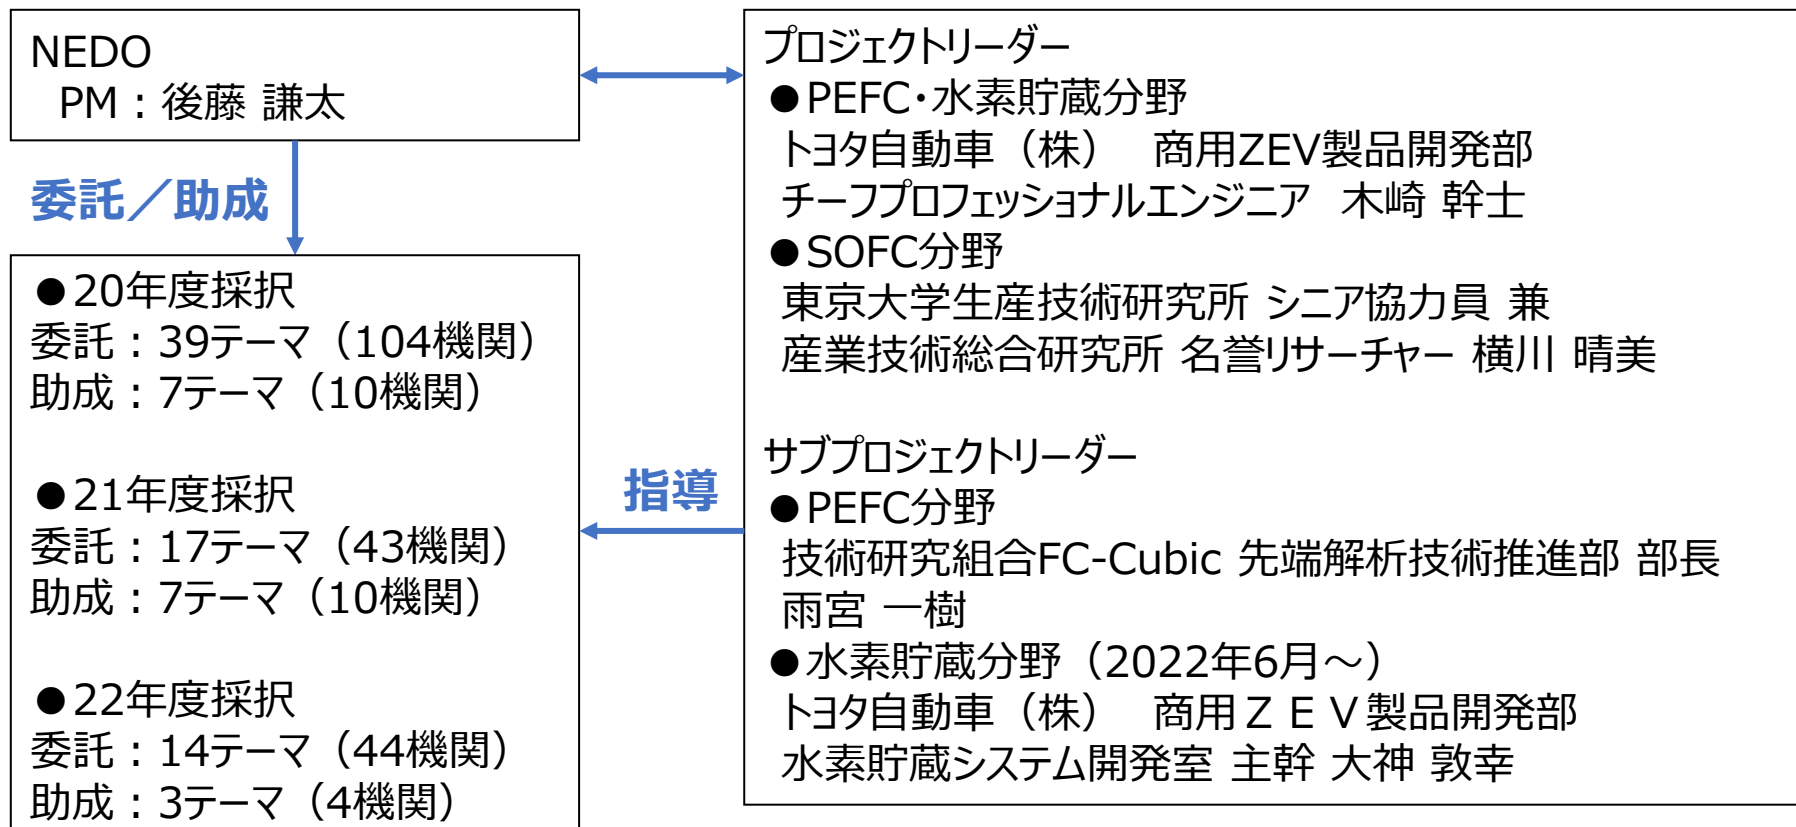 NEDO
PM：後藤 謙太
委託／助成
●20年度採択
委託：39テーマ（104機関）
助成：7テーマ（10機関）
●21年度採択
委託：17テーマ（43機関）
助成：7テーマ（10機関）
●22年度採択
委託：14テーマ（44機関）
助成：3テーマ（4機関）
指導
プロジェクトリーダー
●PEFC・水素貯蔵分野
トヨタ自動車（株）　商用ZEV製品開発部
チーフプロフェッショナルエンジニア　木崎 幹士
●SOFC分野
東京大学生産技術研究所 シニア協力員 兼
産業技術総合研究所 名誉リサーチャー 横川 晴美
サブプロジェクトリーダー
●PEFC分野
技術研究組合FC-Cubic 先端解析技術推進部 部長
雨宮 一樹
●水素貯蔵分野（2022年6月～）
トヨタ自動車（株）　商用ＺＥＶ製品開発部
水素貯蔵システム開発室 主幹 大神 敦幸